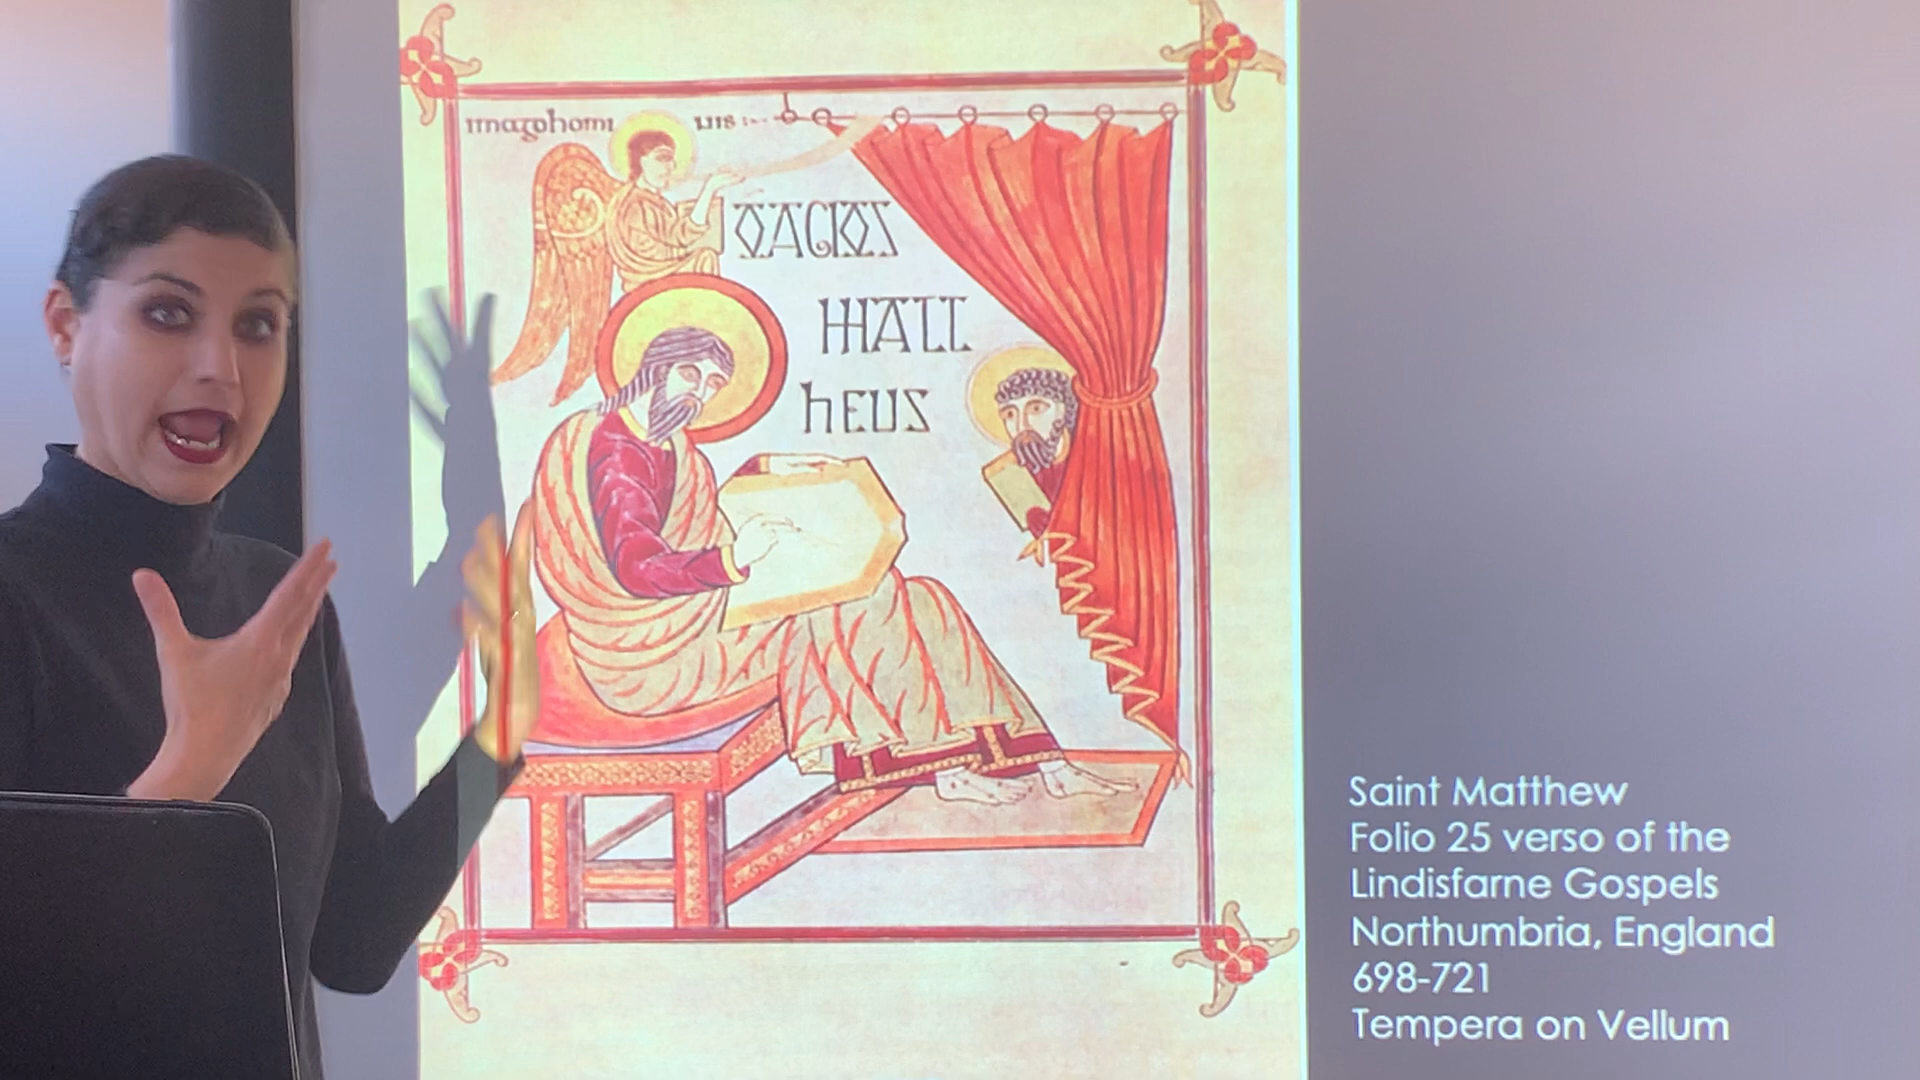 imagohomi nis
O AGIOS
MATT
hEUS
Saint Matthew
Folio 25 verso of the
Lindisfarne Gospels
Northumbria, England
698-721
Tempera on Vellum